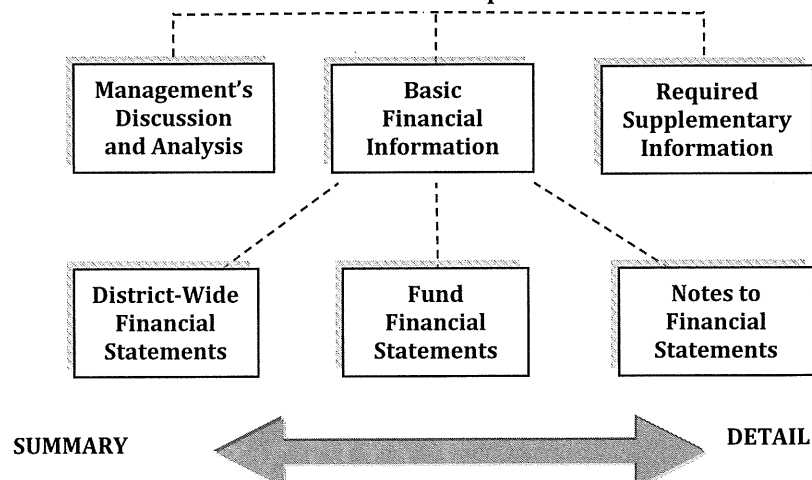 Management's
Discussion
and Analysis
Basic
Financial
Information
Required
Supplementary
Information
District-Wide
Financial
Statements
Fund
Financial
Statements
Notes to
Financial
Statements
SUMMARY
DETAIL